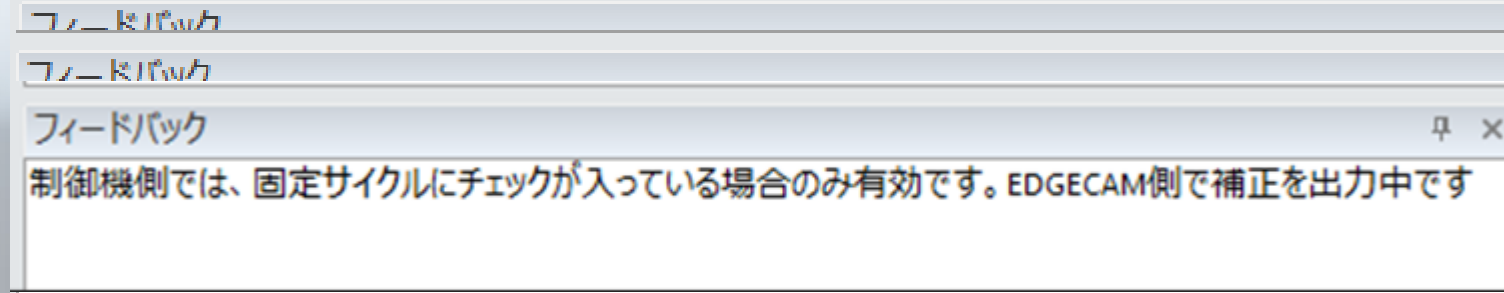 フィードバック
フィードバック
フィードバック
制御機側では、固定サイクルにチェックが入っている場合のみ有効です。EDGECAM側で補正を出力中です